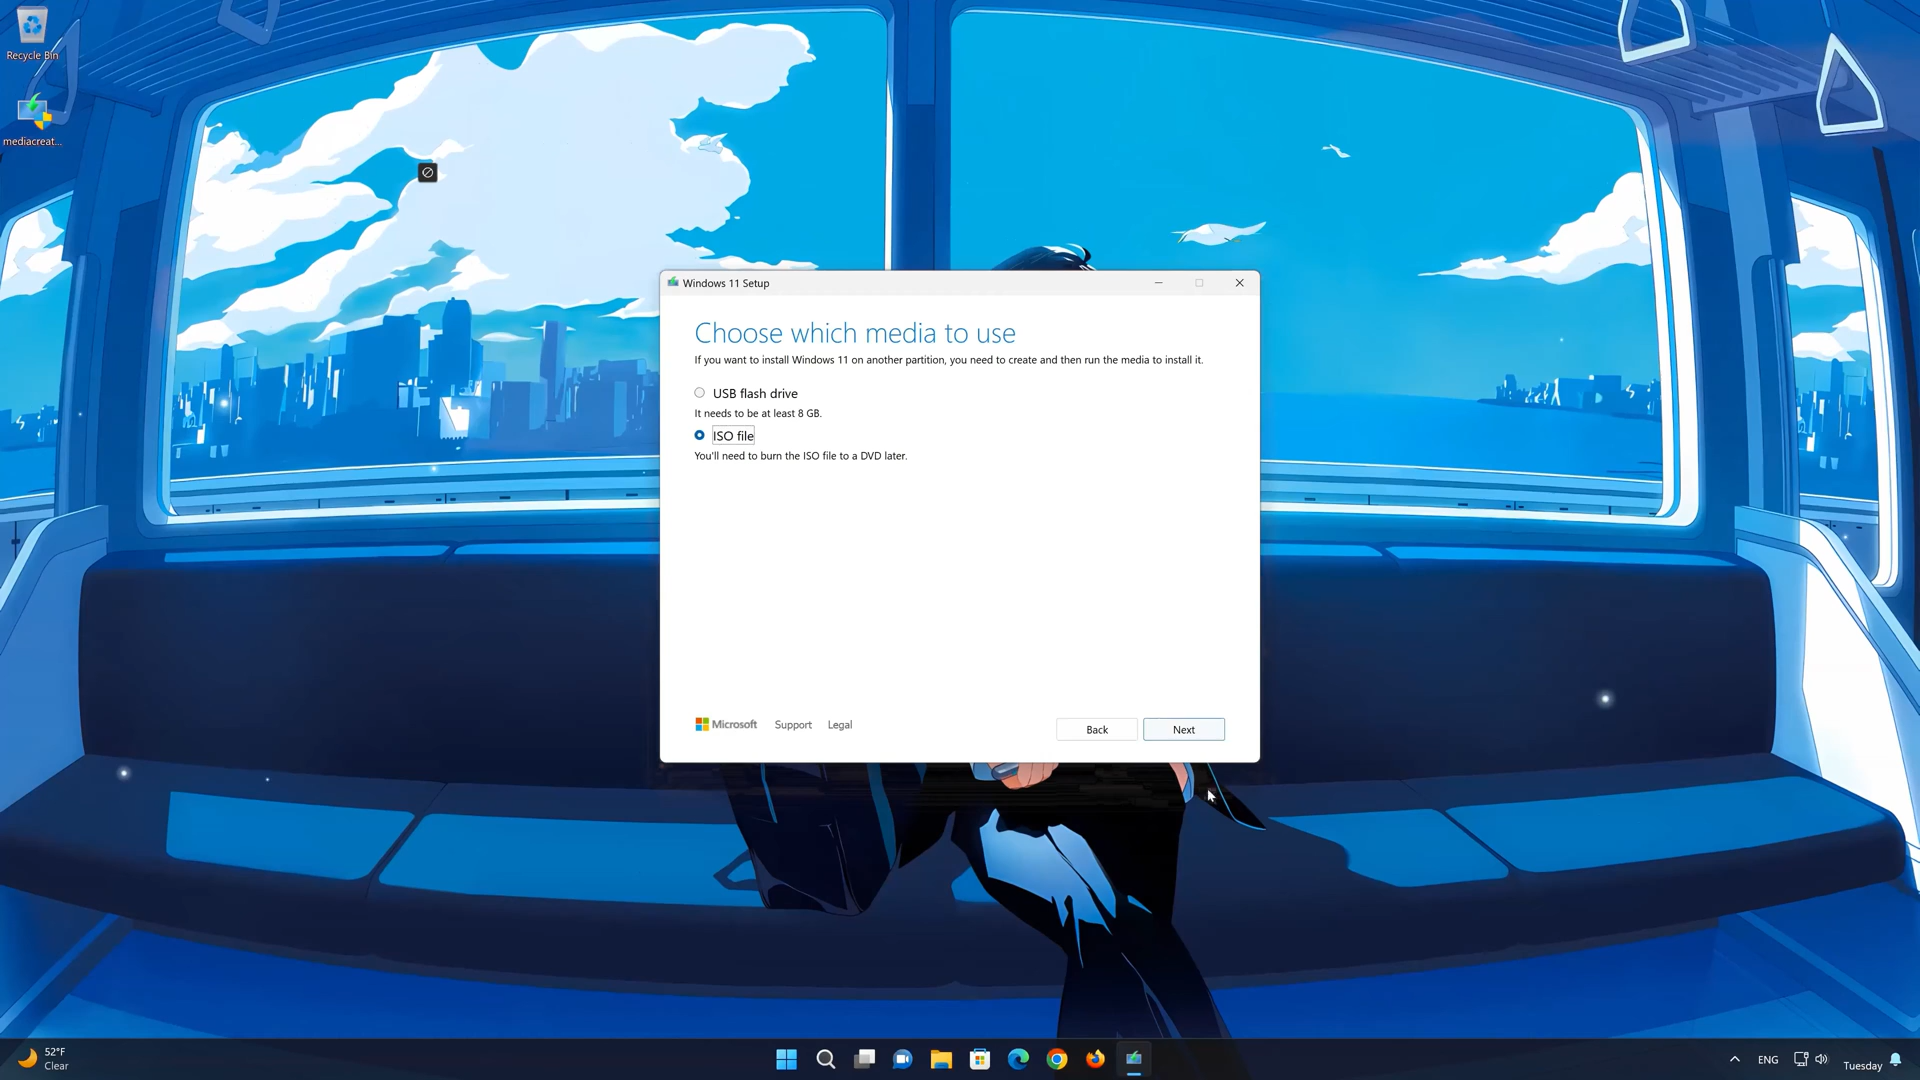 Recycle Bin
mediacreat...
Windows 11 Setup
Choose which media to use
If you want to install Windows 11 on another partition, you need to create and then run the media to install it.
USB flash drive
It needs to be at least 8 GB.
ISO file
You'll need to burn the ISO file to a DVD later.
Microsoft Support Legal
Back Next
52°F
Clear
ENG
Tuesday